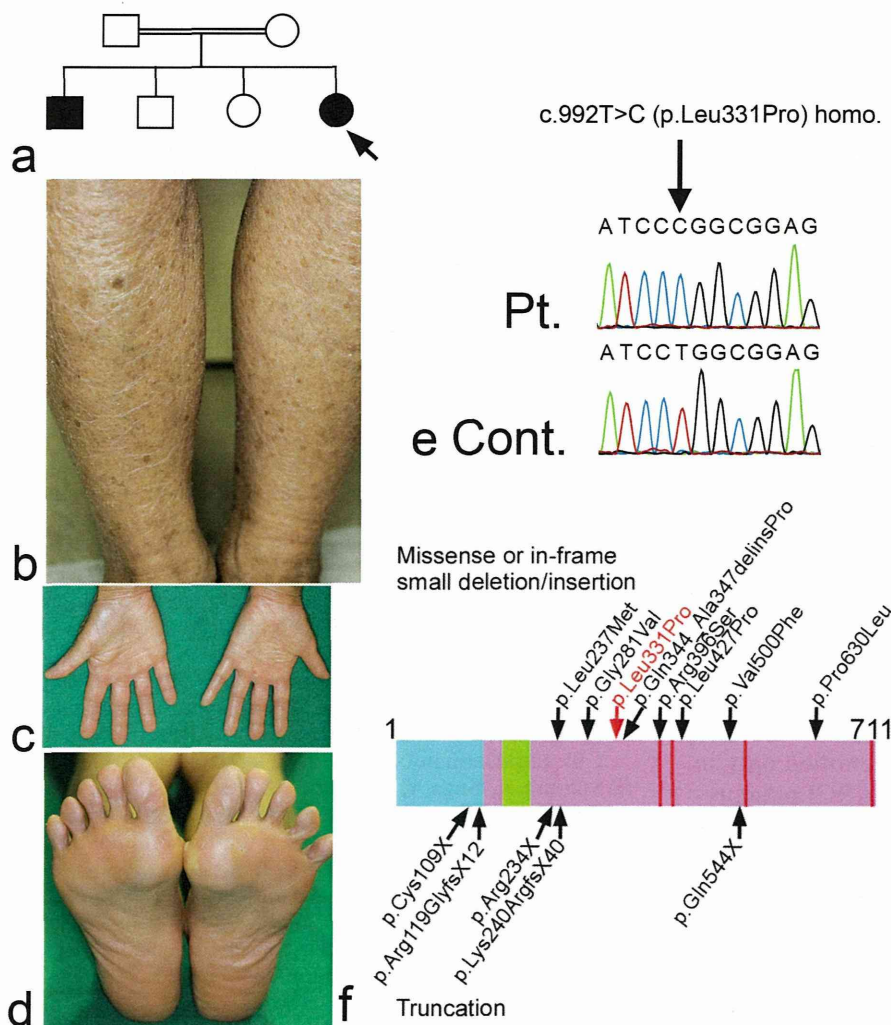 a
b
c
d
c.992T>C (p.Leu331Pro) homo.
ATCCCGGCGGAG
Pt.
ATCCTGGCGGAG
e Cont.
Missense or in-frame
small deletion/insertion
p.Leu237Met
p.Gly281Val
p.Leu331Pro
p.Gln344_Ala347delinsPro
p.Arg396Ser
p.Leu427Pro
p.Val500Phe
p.Pro630Leu
1
711
p.Cys109X
p.Arg119GlyfsX12
p.Arg234X
p.Lys240ArgfsX40
p.Gln544X
f
Truncation